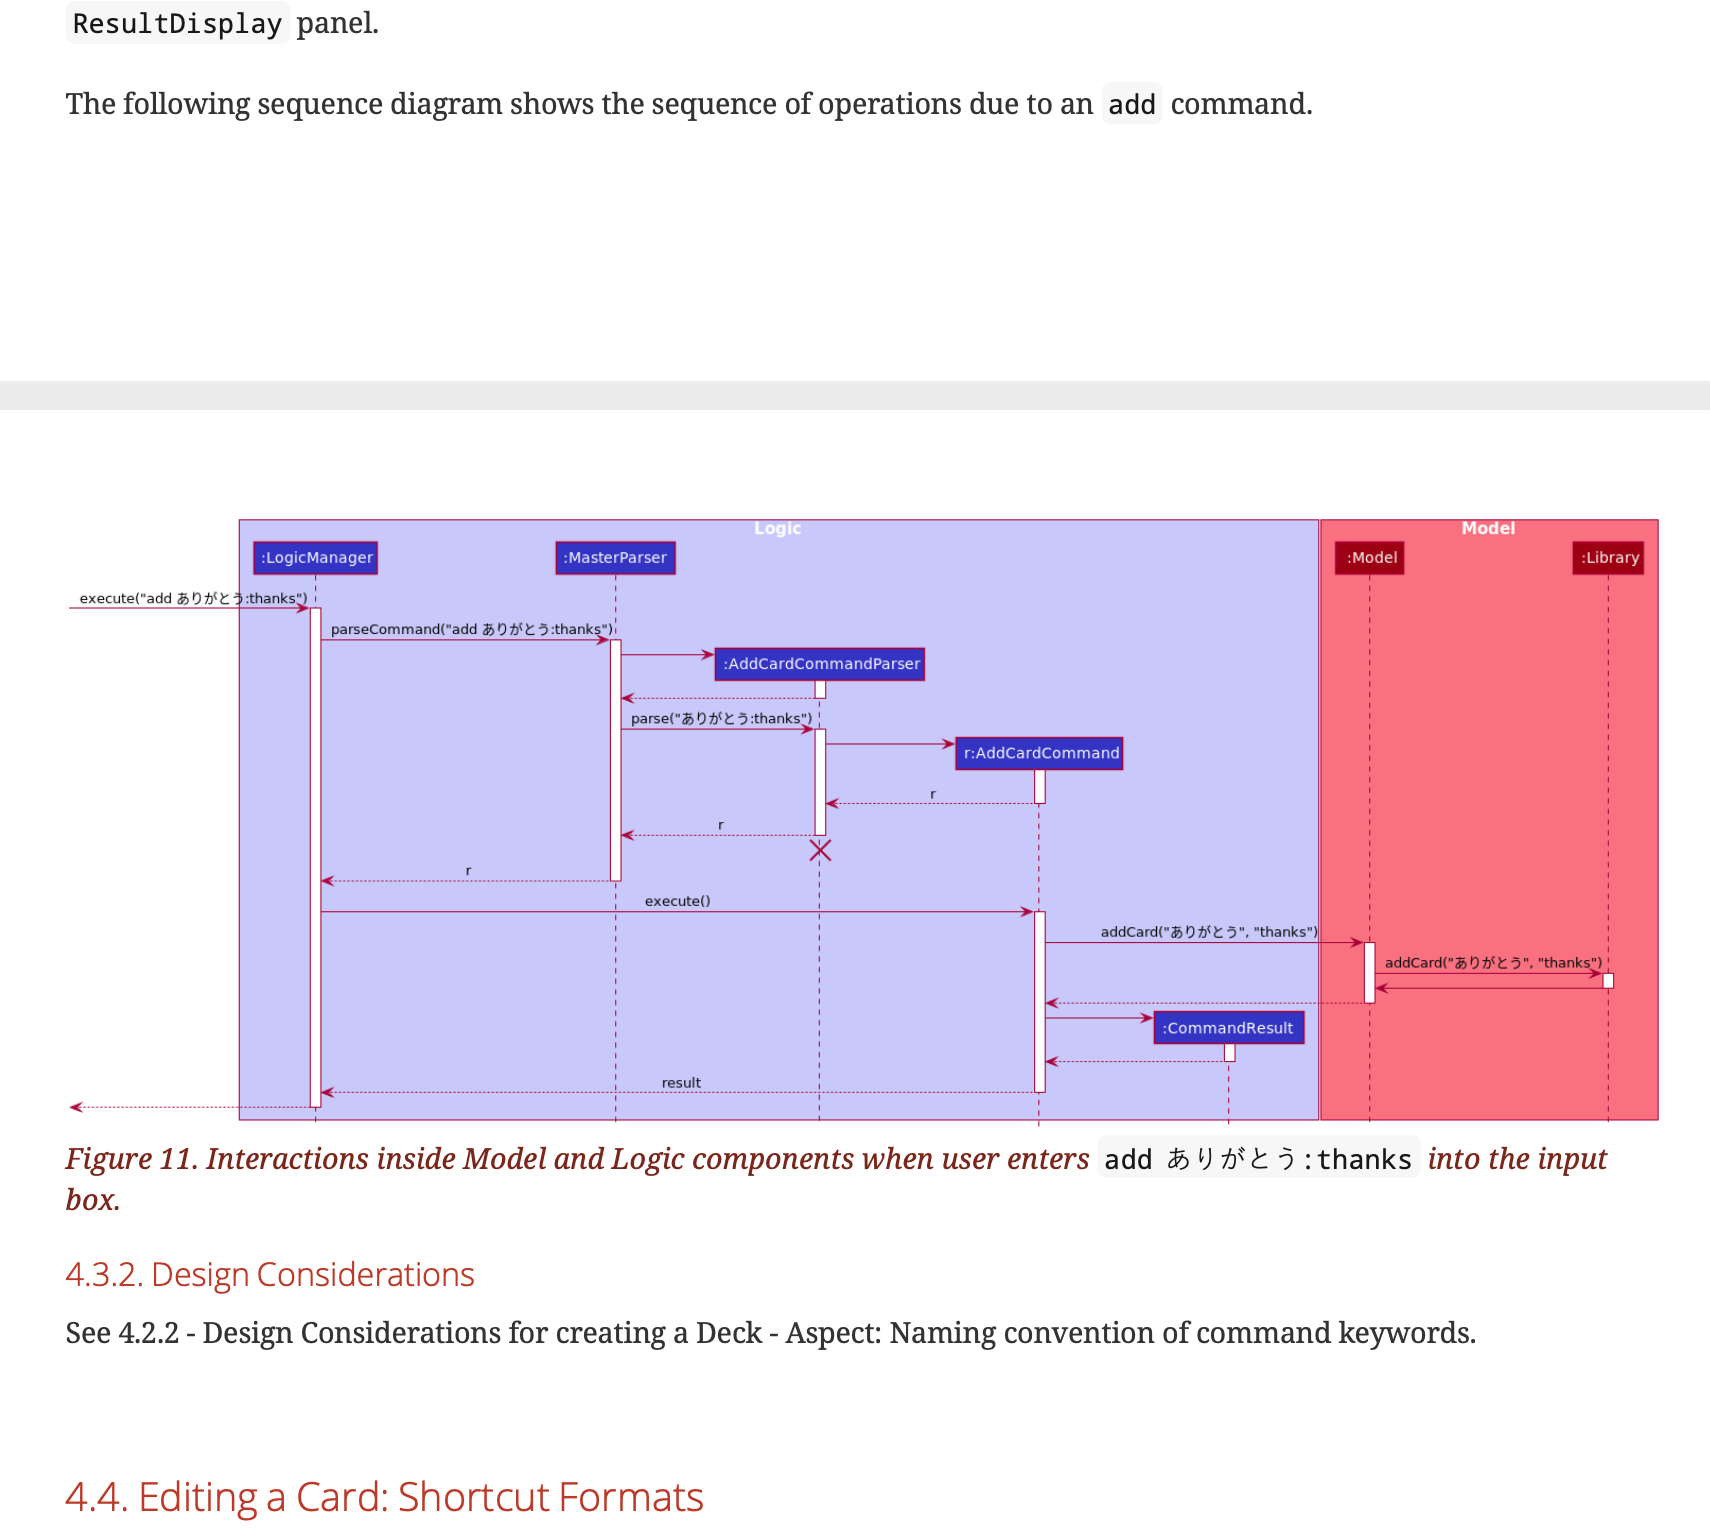 ResultDisplay panel.
The following sequence diagram shows the sequence of operations due to an add command.
Logic
Model
:LogicManager
:MasterParser
:Model
:Library
execute("add ありがとう:thanks")
parseCommand("add ありがとう:thanks")
:AddCardCommandParser
parse("ありがとう:thanks")
r:AddCardCommand
r
r
r
execute()
addCard("ありがとう", "thanks")
addCard("ありがとう", "thanks")
:CommandResult
result
Figure 11. Interactions inside Model and Logic components when user enters add ありがとう:thanks into the input
box.
4.3.2. Design Considerations
See 4.2.2 - Design Considerations for creating a Deck - Aspect: Naming convention of command keywords.
4.4. Editing a Card: Shortcut Formats